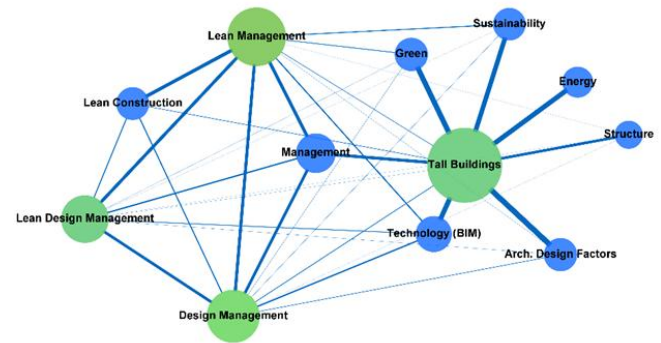 Sustainability
Lean Management
Green
Energy
Lean Construction
Structure
Management
Tall Buildings
Lean Design Management
Technology (BIM)
Arch. Design Factors
Design Management